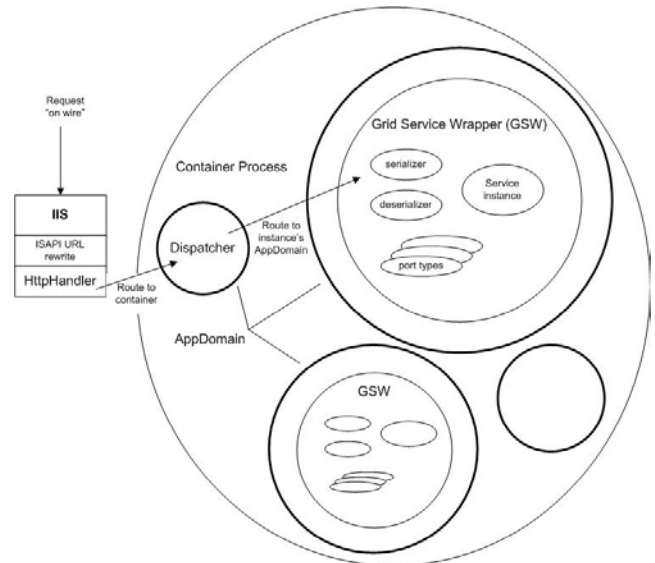 Request
“on wire”
IIS
ISAPI URL
rewrite
HttpHandler
Route to
container
Container Process
Dispatcher
Route to
instance's
AppDomain
AppDomain
Grid Service Wrapper (GSW)
serializer
deserializer
Service
instance
port types
GSW